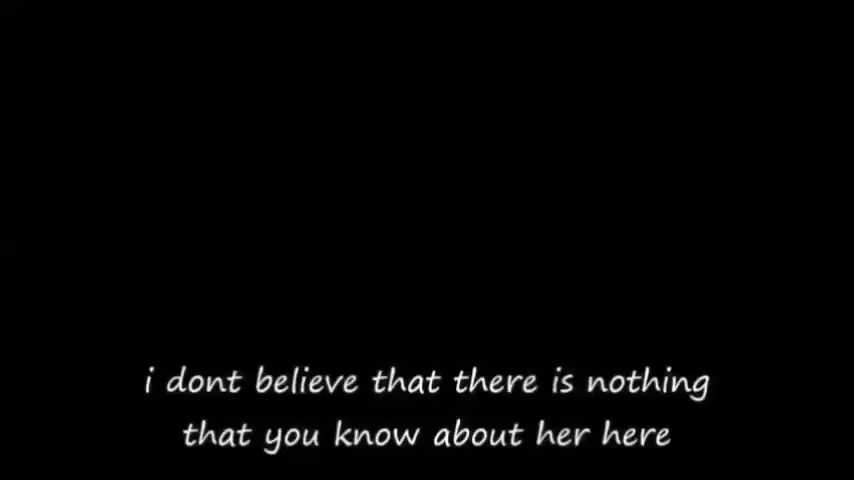 i dont believe that there is nothing
that you know about her here